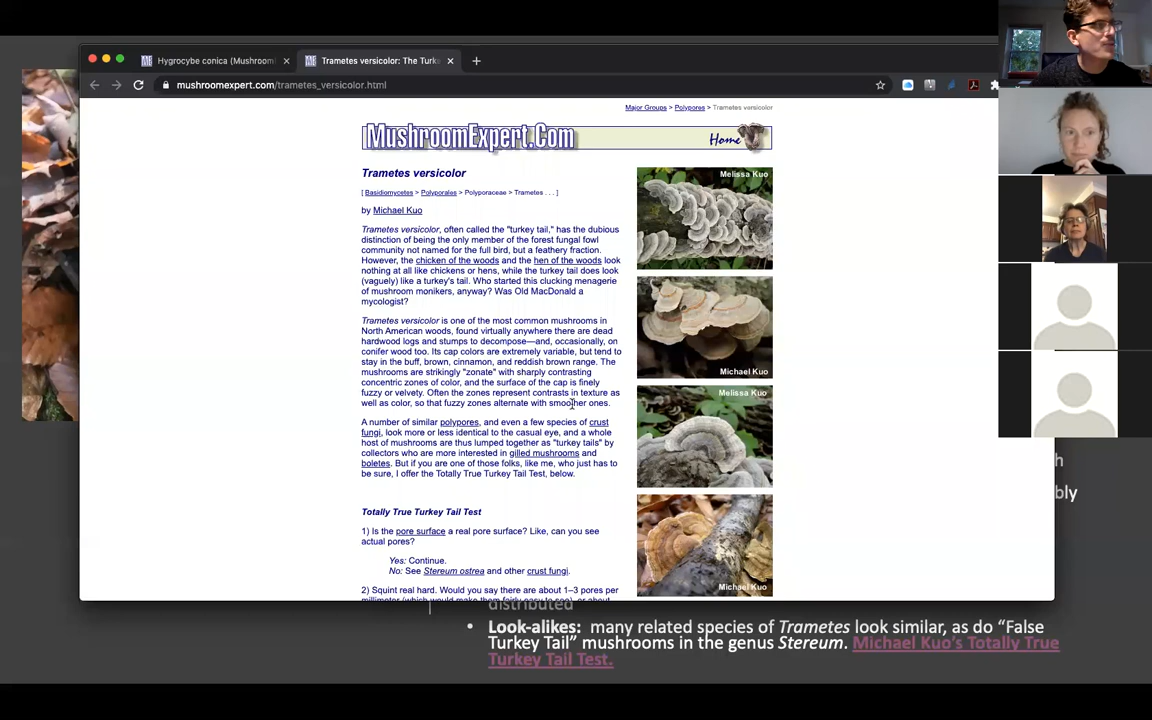 Hygrocybe conica (Mushroom
Trametes versicolor: The Turk
mushroomexpert.com/trametes_versicolor.html
Major Groups > Polypores > Trametes versicolor
MushroomExpert.Com
Home
Trametes versicolor
[ Basidiomycetes > Polyporales > Polyporaceae > Trametes . . . ]
by Michael Kuo
Trametes versicolor, often called the "turkey tail," has the dubious
distinction of being the only member of the forest fungal fowl
community not named for the full bird, but a feathery fraction.
However, the chicken of the woods and the hen of the woods look
nothing at all like chickens or hens, while the turkey tail does look
(vaguely) like a turkey's tail. Who started this clucking menagerie
of mushroom monikers, anyway? Was Old MacDonald a
mycologist?
Trametes versicolor is one of the most common mushrooms in
North American woods, found virtually anywhere there are dead
hardwood logs and stumps to decompose—and, occasionally, on
conifer wood too. Its cap colors are extremely variable, but tend to
stay in the buff, brown, cinnamon, and reddish brown range. The
mushrooms are strikingly "zonate" with sharply contrasting
concentric zones of color, and the surface of the cap is finely
fuzzy or velvety. Often the zones represent contrasts in texture as
well as color, so that fuzzy zones alternate with smoother ones.
A number of similar polypores, and even a few species of crust
fungi, look more or less identical to the casual eye, and a whole
host of mushrooms are thus lumped together as "turkey tails" by
collectors who are more interested in gilled mushrooms and
boletes. But if you are one of those folks, like me, who just has to
be sure, I offer the Totally True Turkey Tail Test, below.
Totally True Turkey Tail Test
1) Is the pore surface a real pore surface? Like, can you see
actual pores?
Yes: Continue.
No: See Stereum ostrea and other crust fungi.
2) Squint real hard. Would you say there are about 1–3 pores per
millimeter (which would make them fairly easy to see), or about
Melissa Kuo
Michael Kuo
Melissa Kuo
Michael Kuo
bly
distributed
• Look-alikes: many related species of Trametes look similar, as do “False
Turkey Tail” mushrooms in the genus Stereum. Michael Kuo’s Totally True
Turkey Tail Test.